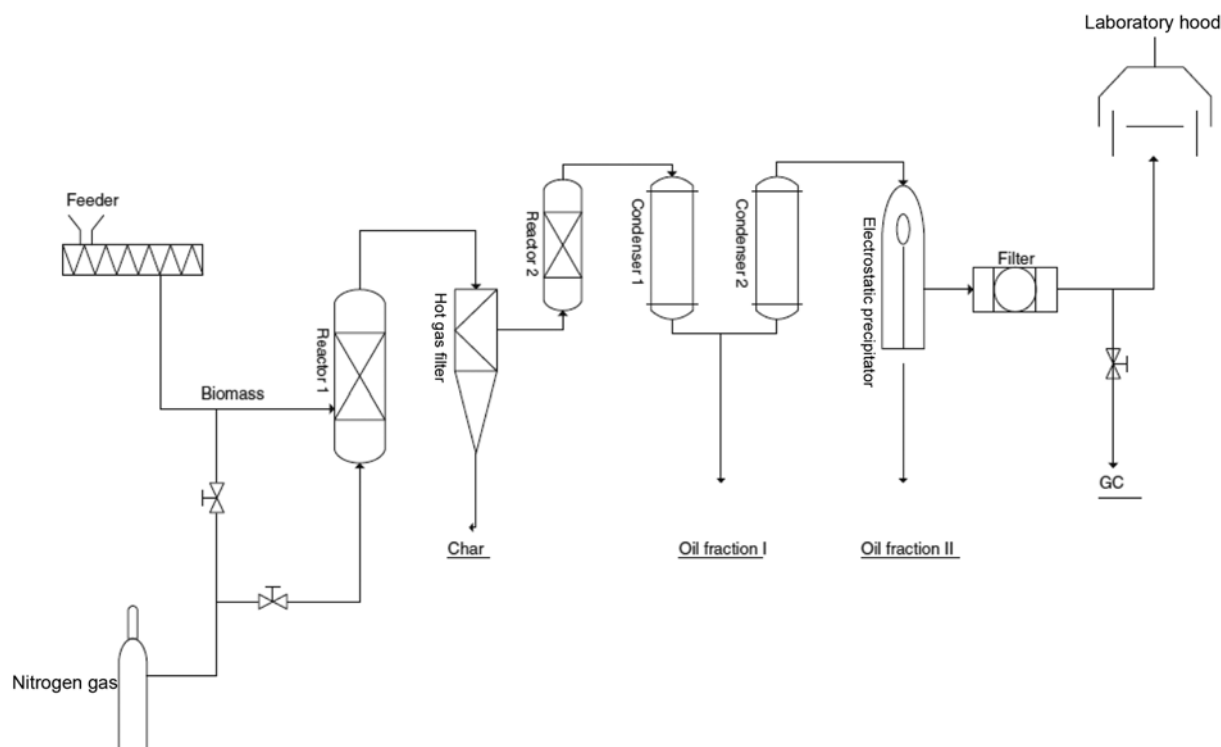 Laboratory hood
Feeder
Reactor 2
Condenser 1
Condenser 2
Electrostatic precipitator
Filter
Reactor 1
Hot gas filter
Biomass
GC
Char
Oil fraction I
Oil fraction II
Nitrogen gas